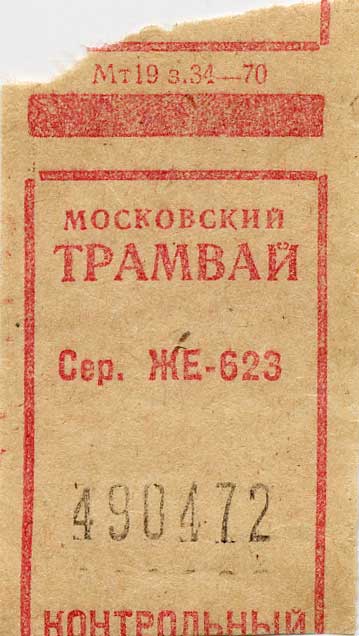 Мт19 з.34—70
МОСКОВСКИЙ
ТРАМВАЙ
Сер. ЖЕ-623
490472
КОНТРОЛЬНЫЙ